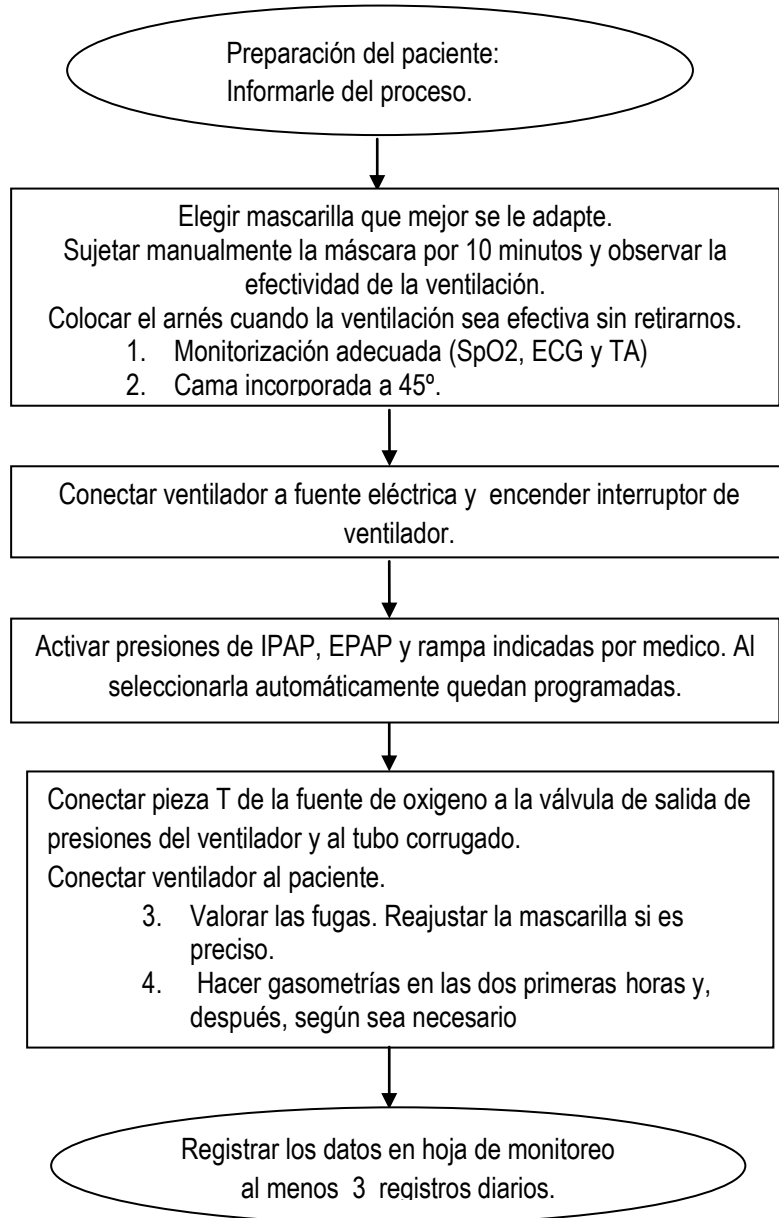 Preparación del paciente:
Informarle del proceso.
Elegir mascarilla que mejor se le adapte.
Sujetar manualmente la máscara por 10 minutos y observar la
efectividad de la ventilación.
Colocar el arnés cuando la ventilación sea efectiva sin retirarnos.
1. Monitorización adecuada (SpO2, ECG y TA)
2. Cama incorporada a 45º.
Conectar ventilador a fuente eléctrica y encender interruptor de
ventilador.
Activar presiones de IPAP, EPAP y rampa indicadas por medico. Al
seleccionarla automáticamente quedan programadas.
Conectar pieza T de la fuente de oxigeno a la válvula de salida de
presiones del ventilador y al tubo corrugado.
Conectar ventilador al paciente.
3. Valorar las fugas. Reajustar la mascarilla si es
preciso.
4. Hacer gasometrías en las dos primeras horas y,
después, según sea necesario
Registrar los datos en hoja de monitoreo
al menos 3 registros diarios.